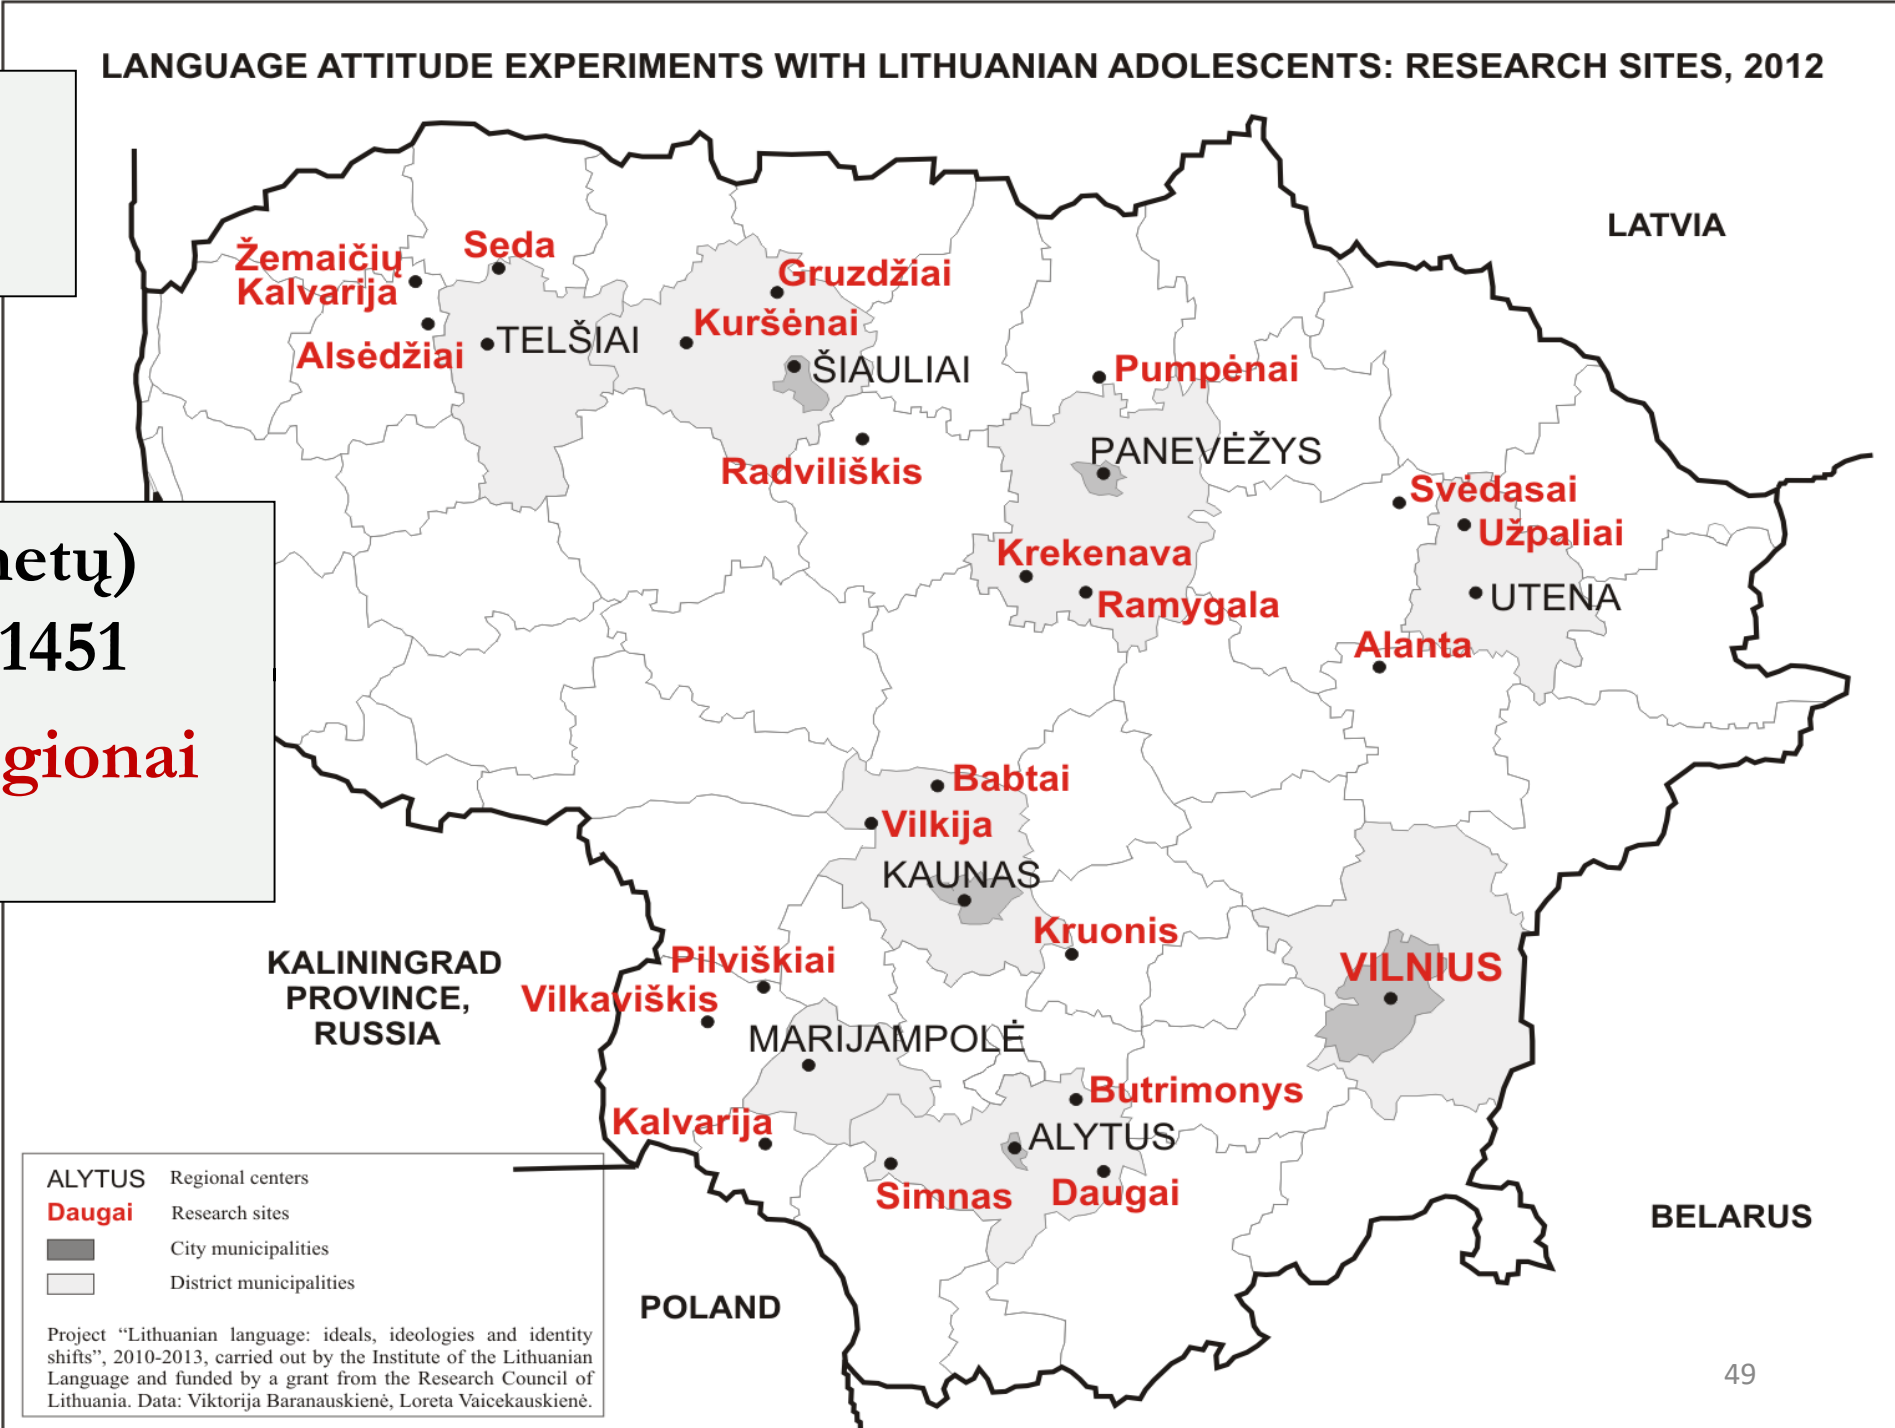 LANGUAGE ATTITUDE EXPERIMENTS WITH LITHUANIAN ADOLESCENTS: RESEARCH SITES, 2012
LATVIA
Žemaičių
Kalvarija
Seda
Gruzdžiai
Kuršėnai
Alsėdžiai
TELŠIAI
ŠIAULIAI
Pumpėnai
PANEVĖŽYS
Radviliškis
Svėdasai
Užpaliai
Krekenava
Ramygala
UTENA
Alanta
1451
Babtai
Vilkija
KAUNAS
Kruonis
VILNIUS
Pilviškiai
Vilkaviškis
KALININGRAD
PROVINCE,
RUSSIA
MARIJAMPOLĖ
Butrimonys
Kalvarija
ALYTUS
Simnas
Daugai
BELARUS
POLAND
ALYTUS Regional centers
Daugai Research sites
City municipalities
District municipalities
Project “Lithuanian language: ideals, ideologies and identity
shifts”, 2010-2013, carried out by the Institute of the Lithuanian
Language and funded by a grant from the Research Council of
Lithuania. Data: Viktorija Baranauskienė, Loreta Vaicekauskienė.
49